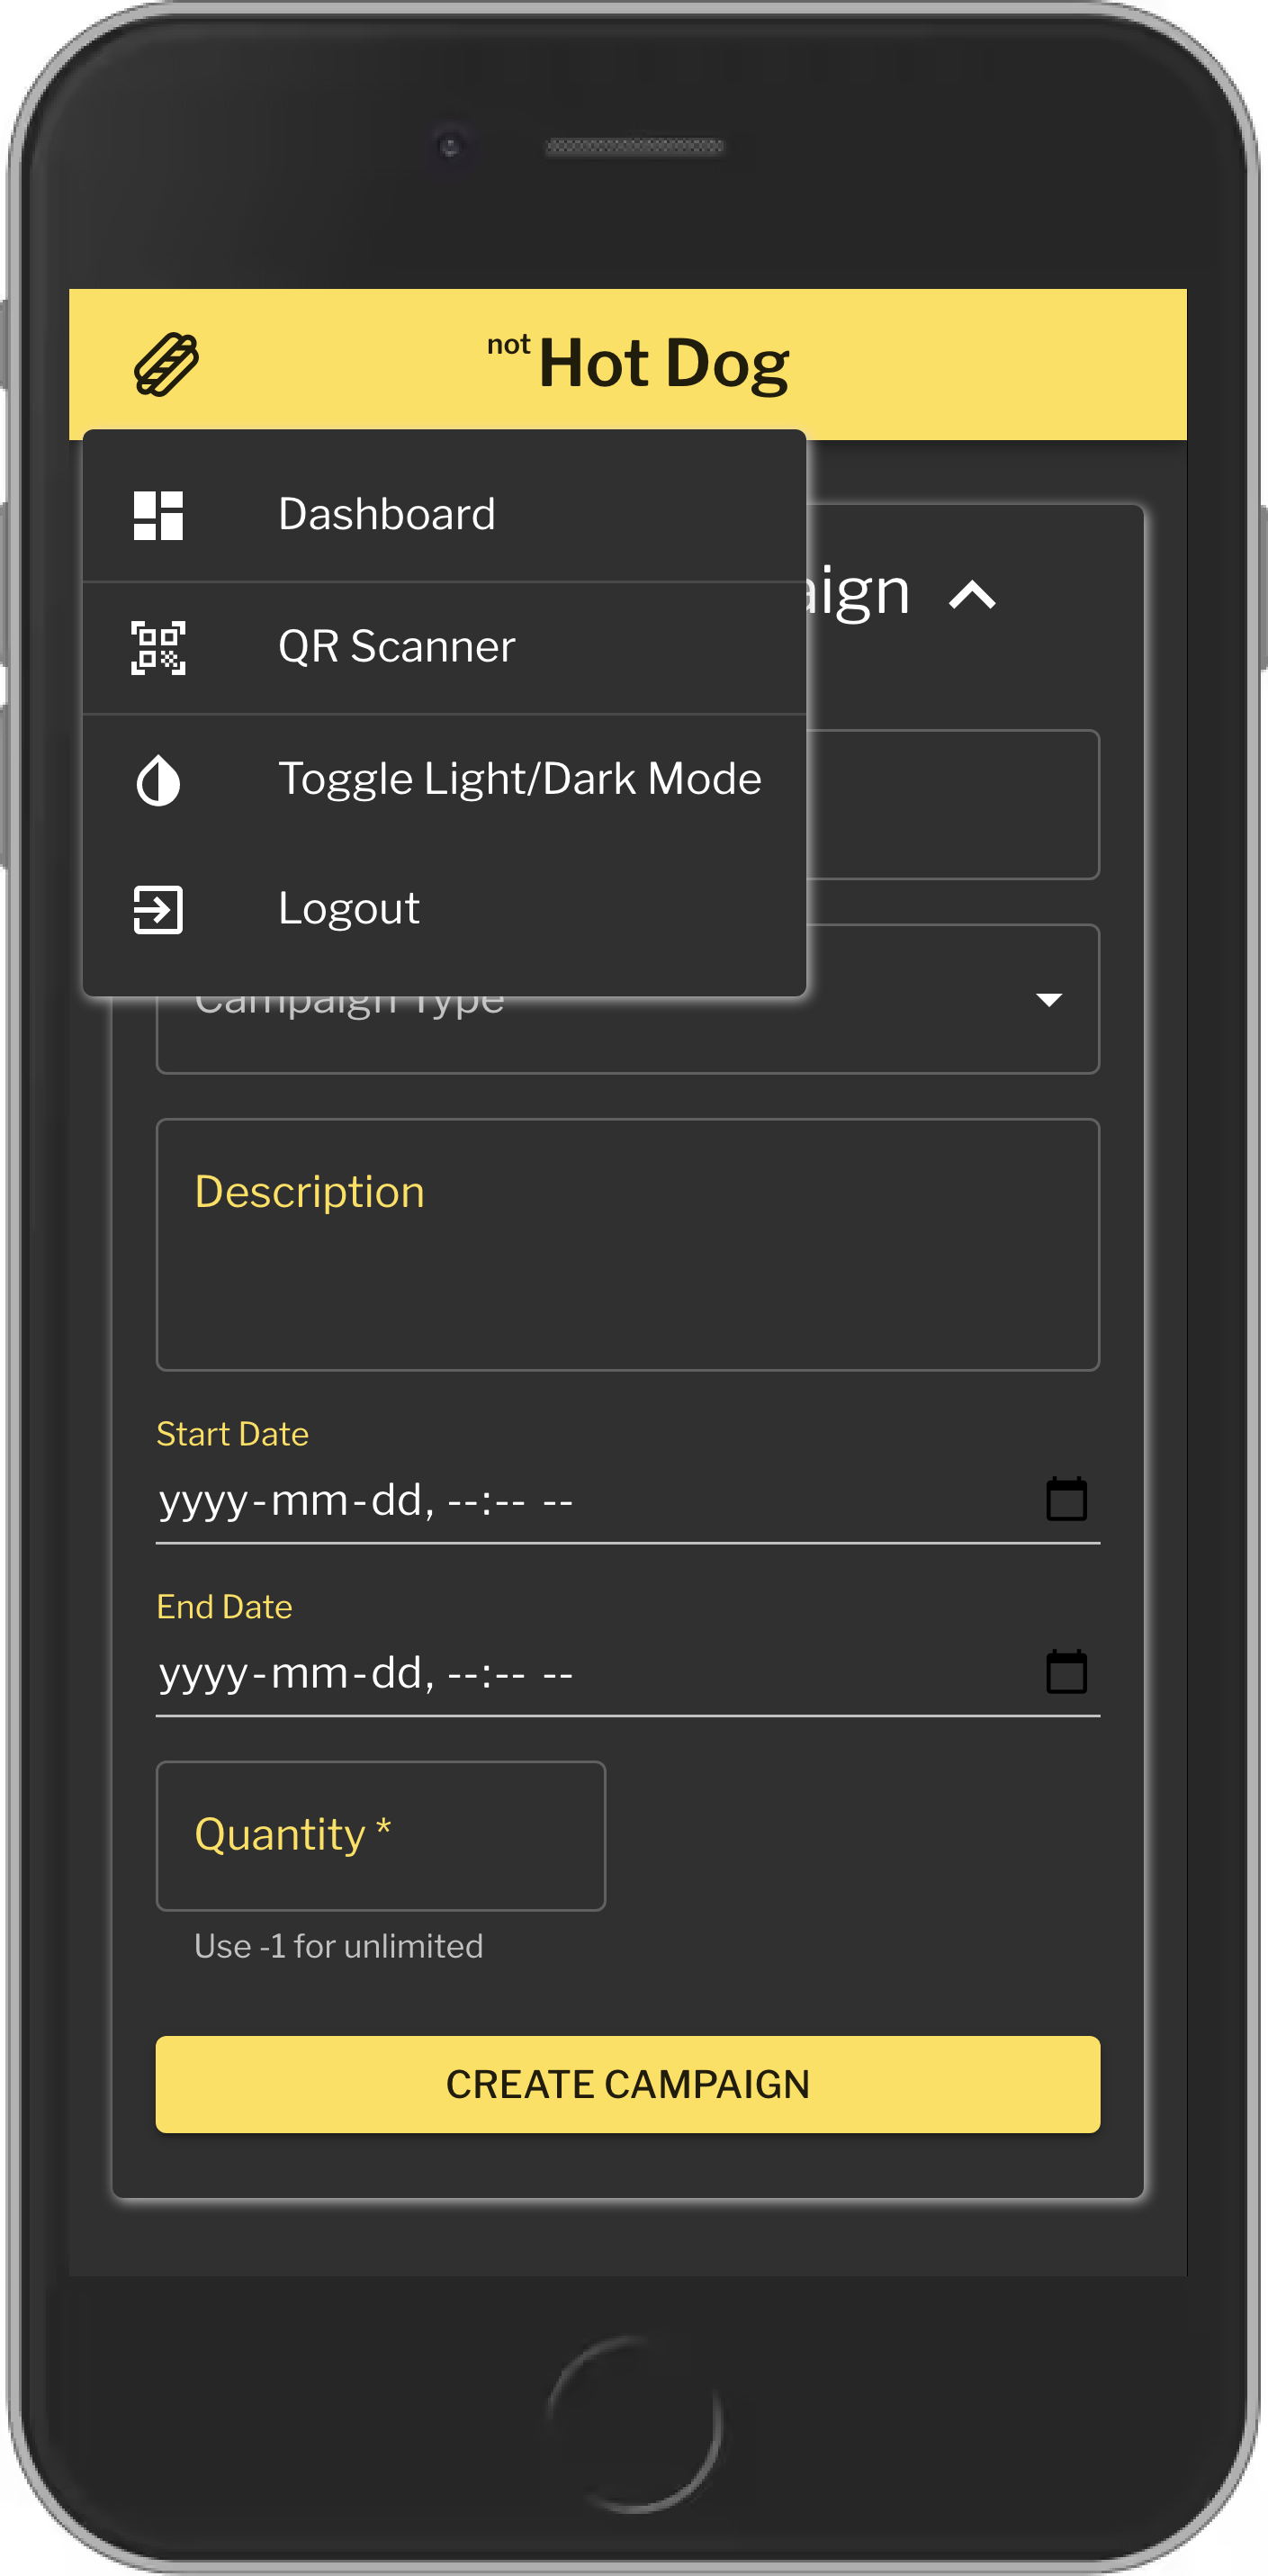 not Hot Dog
Dashboard
aign
QR Scanner
Toggle Light/Dark Mode
Logout
Campaign Type
Description
Start Date
yyyy-mm-dd, --:-- --
End Date
yyyy-mm-dd, --:-- --
Quantity *
Use -1 for unlimited
CREATE CAMPAIGN